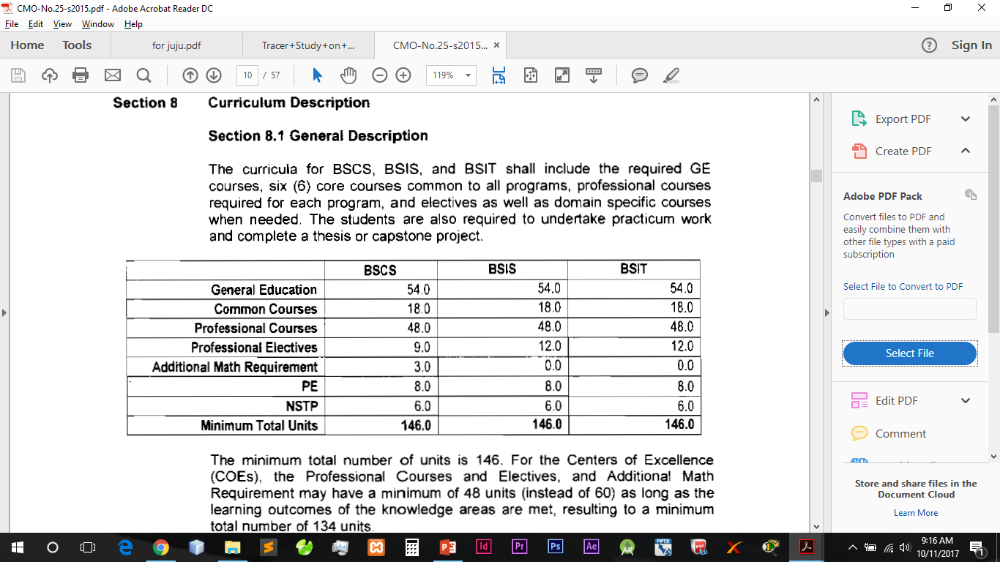 CMO-No.25-s2015.pdf - Adobe Acrobat Reader DC
File Edit View Window Help
Home Tools for juju.pdf Tracer+Study+on+... CMO-No.25-s2015... × Sign In
10 / 57 119%
Section 8 Curriculum Description
Section 8.1 General Description
The curricula for BSCS, BSIS, and BSIT shall include the required GE
courses, six (6) core courses common to all programs, professional courses
required for each program, and electives as well as domain specific courses
when needed. The students are also required to undertake practicum work
and complete a thesis or capstone project.
BSCS BSIS BSIT
General Education 54.0 54.0 54.0
Common Courses 18.0 18.0 18.0
Professional Courses 48.0 48.0 48.0
Professional Electives 9.0 12.0 12.0
Additional Math Requirement 3.0 0.0 0.0
PE 8.0 8.0 8.0
NSTP 6.0 6.0 6.0
Minimum Total Units 146.0 146.0 146.0
The minimum total number of units is 146. For the Centers of Excellence
(COEs), the Professional Courses and Electives, and Additional Math
Requirement may have a minimum of 48 units (instead of 60) as long as the
learning outcomes of the knowledge areas are met, resulting to a minimum
total number of 134 units.
Export PDF
Create PDF
Adobe PDF Pack
Convert files to PDF and
easily combine them with
other file types with a paid
subscription
Select File to Convert to PDF
Select File
Edit PDF
Comment
Store and share files in the
Document Cloud
Learn More
9:16 AM
10/11/2017